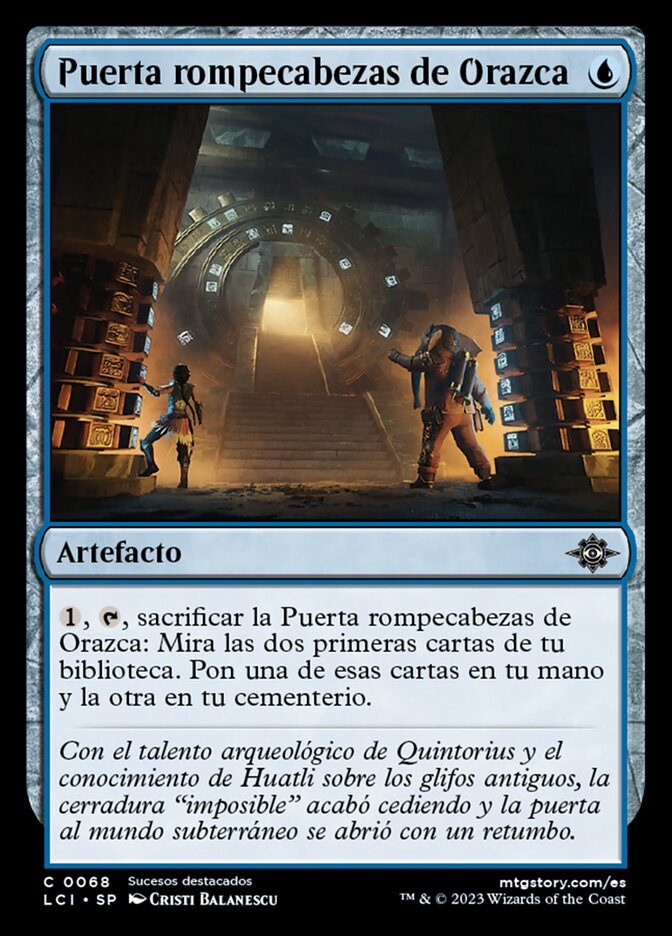 Puerta rompecabezas de Orazca
Artefacto
1, , sacrificar la Puerta rompecabezas de
Orazca: Mira las dos primeras cartas de tu
biblioteca. Pon una de esas cartas en tu mano
y la otra en tu cementerio.
Con el talento arqueológico de Quintorius y el
conocimiento de Huatli sobre los glifos antiguos, la
cerradura “imposible” acabó cediendo y la puerta
al mundo subterráneo se abrió con un retumbo.
C 0068 Sucesos destacados mtgstory.com/es
LCI • SP Cristi Balanescu ™ & © 2023 Wizards of the Coast